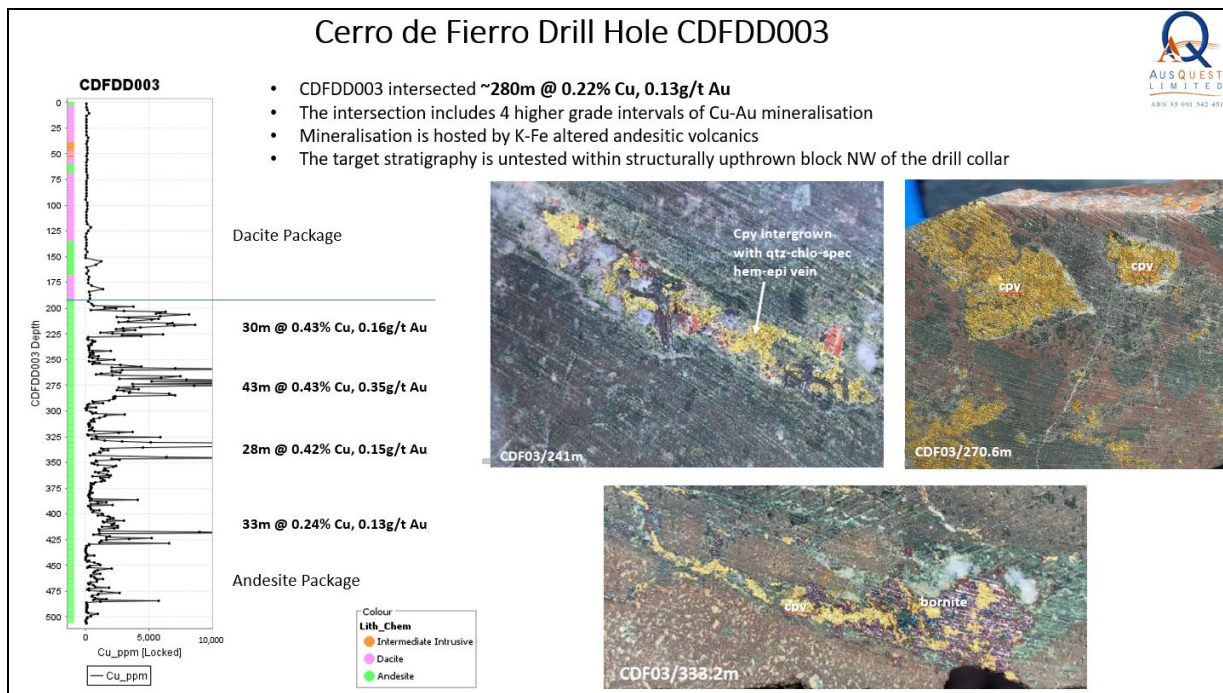 Cerro de Fierro Drill Hole CDFDD003
AUSQUEST
LIMITED
ABN 35 091 542 451
• CDFDD003 intersected ~280m @ 0.22% Cu, 0.13g/t Au
• The intersection includes 4 higher grade intervals of Cu-Au mineralisation
• Mineralisation is hosted by K-Fe altered andesitic volcanics
• The target stratigraphy is untested within structurally upthrown block NW of the drill collar
CDFDD003
CDFDD003 Depth
0
25
50
75
100
125
150
175
200
225
250
275
300
325
350
375
400
425
450
475
500
0 5,000 10,000
Cu_ppm [Locked]
Cu_ppm
Dacite Package
30m @ 0.43% Cu, 0.16g/t Au
43m @ 0.43% Cu, 0.35g/t Au
28m @ 0.42% Cu, 0.15g/t Au
33m @ 0.24% Cu, 0.13g/t Au
Andesite Package
Colour
Lith_Chem
Intermediate Intrusive
Dacite
Andesite
Cpy intergrown
with qtz-chlo-spec
hem-epi vein
CDF03/241m
cpy
cpy
CDF03/270.6m
cpy
bornite
CDF03/333.2m